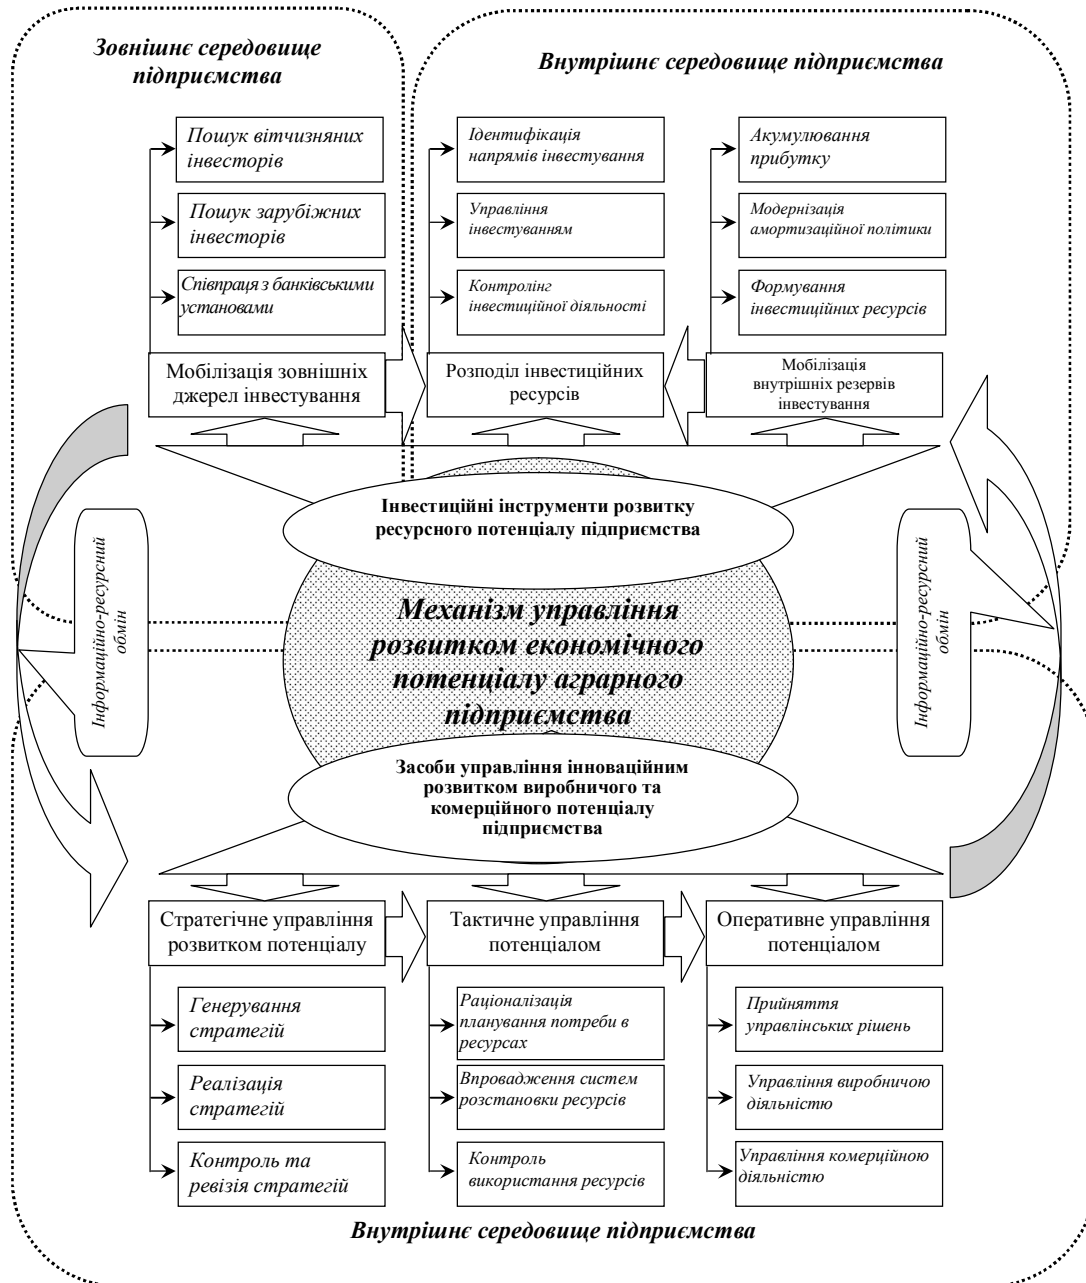 Зовнішнє середовище
підприємства
Внутрішнє середовище підприємства
Пошук вітчизняних
інвесторів
Пошук зарубіжних
інвесторів
Співпраця з банківськими
установами
Мобілізація зовнішніх
джерел інвестування
Ідентифікація
напрямів інвестування
Управління
інвестуванням
Контролінг
інвестиційної діяльності
Розподіл інвестиційних
ресурсів
Акумулювання
прибутку
Модернізація
амортизаційної політики
Формування
інвестиційних ресурсів
Мобілізація
внутрішніх резервів
інвестування
Інвестиційні інструменти розвитку
ресурсного потенціалу підприємства
Інформаційно-ресурсний
обмін
Механізм управління
розвитком економічного
потенціалу аграрного
підприємства
Інформаційно-ресурсний
обмін
Засоби управління інноваційним
розвитком виробничого та
комерційного потенціалу
підприємства
Стратегічне управління
розвитком потенціалу
Генерування
стратегій
Реалізація
стратегій
Контроль та
ревізія стратегій
Тактичне управління
потенціалом
Раціоналізація
планування потреби в
ресурсах
Впровадження систем
розстановки ресурсів
Контроль
використання ресурсів
Оперативне управління
потенціалом
Прийняття
управлінських рішень
Управління виробничою
діяльністю
Управління комерційною
діяльністю
Внутрішнє середовище підприємства